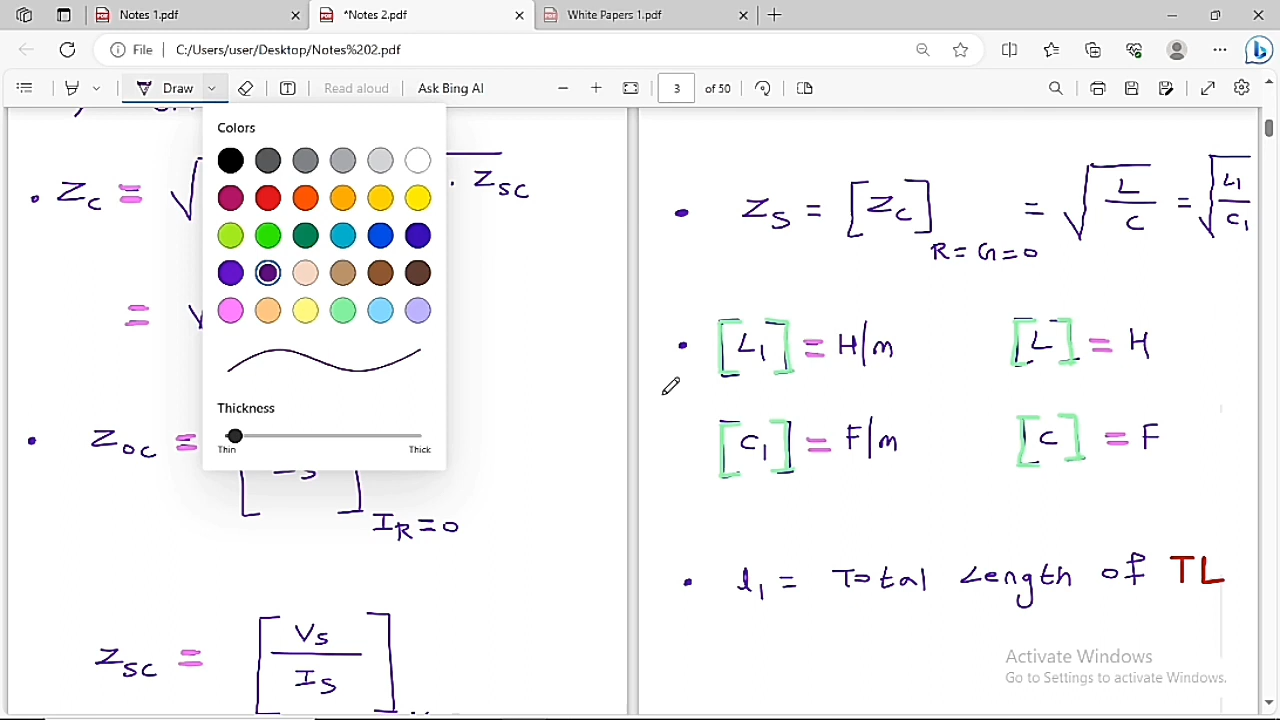 Notes 1.pdf
*Notes 2.pdf
White Papers 1.pdf
File C:/Users/user/Desktop/Notes%202.pdf
Draw
Read aloud
Ask Bing AI
3 of 50
Colors
Thickness
Thin
Thick
• Zc = √ . Zsc
=
• Zoc =
IR = 0
Zsc = [Vs / Is]
• Zs = [Zc] R = G = 0 = √(L/C) = √(L1/C1)
• [L1] = H/m [L] = H
[C1] = F/m [C] = F
• l1 = Total Length of TL
Activate Windows
Go to Settings to activate Windows.